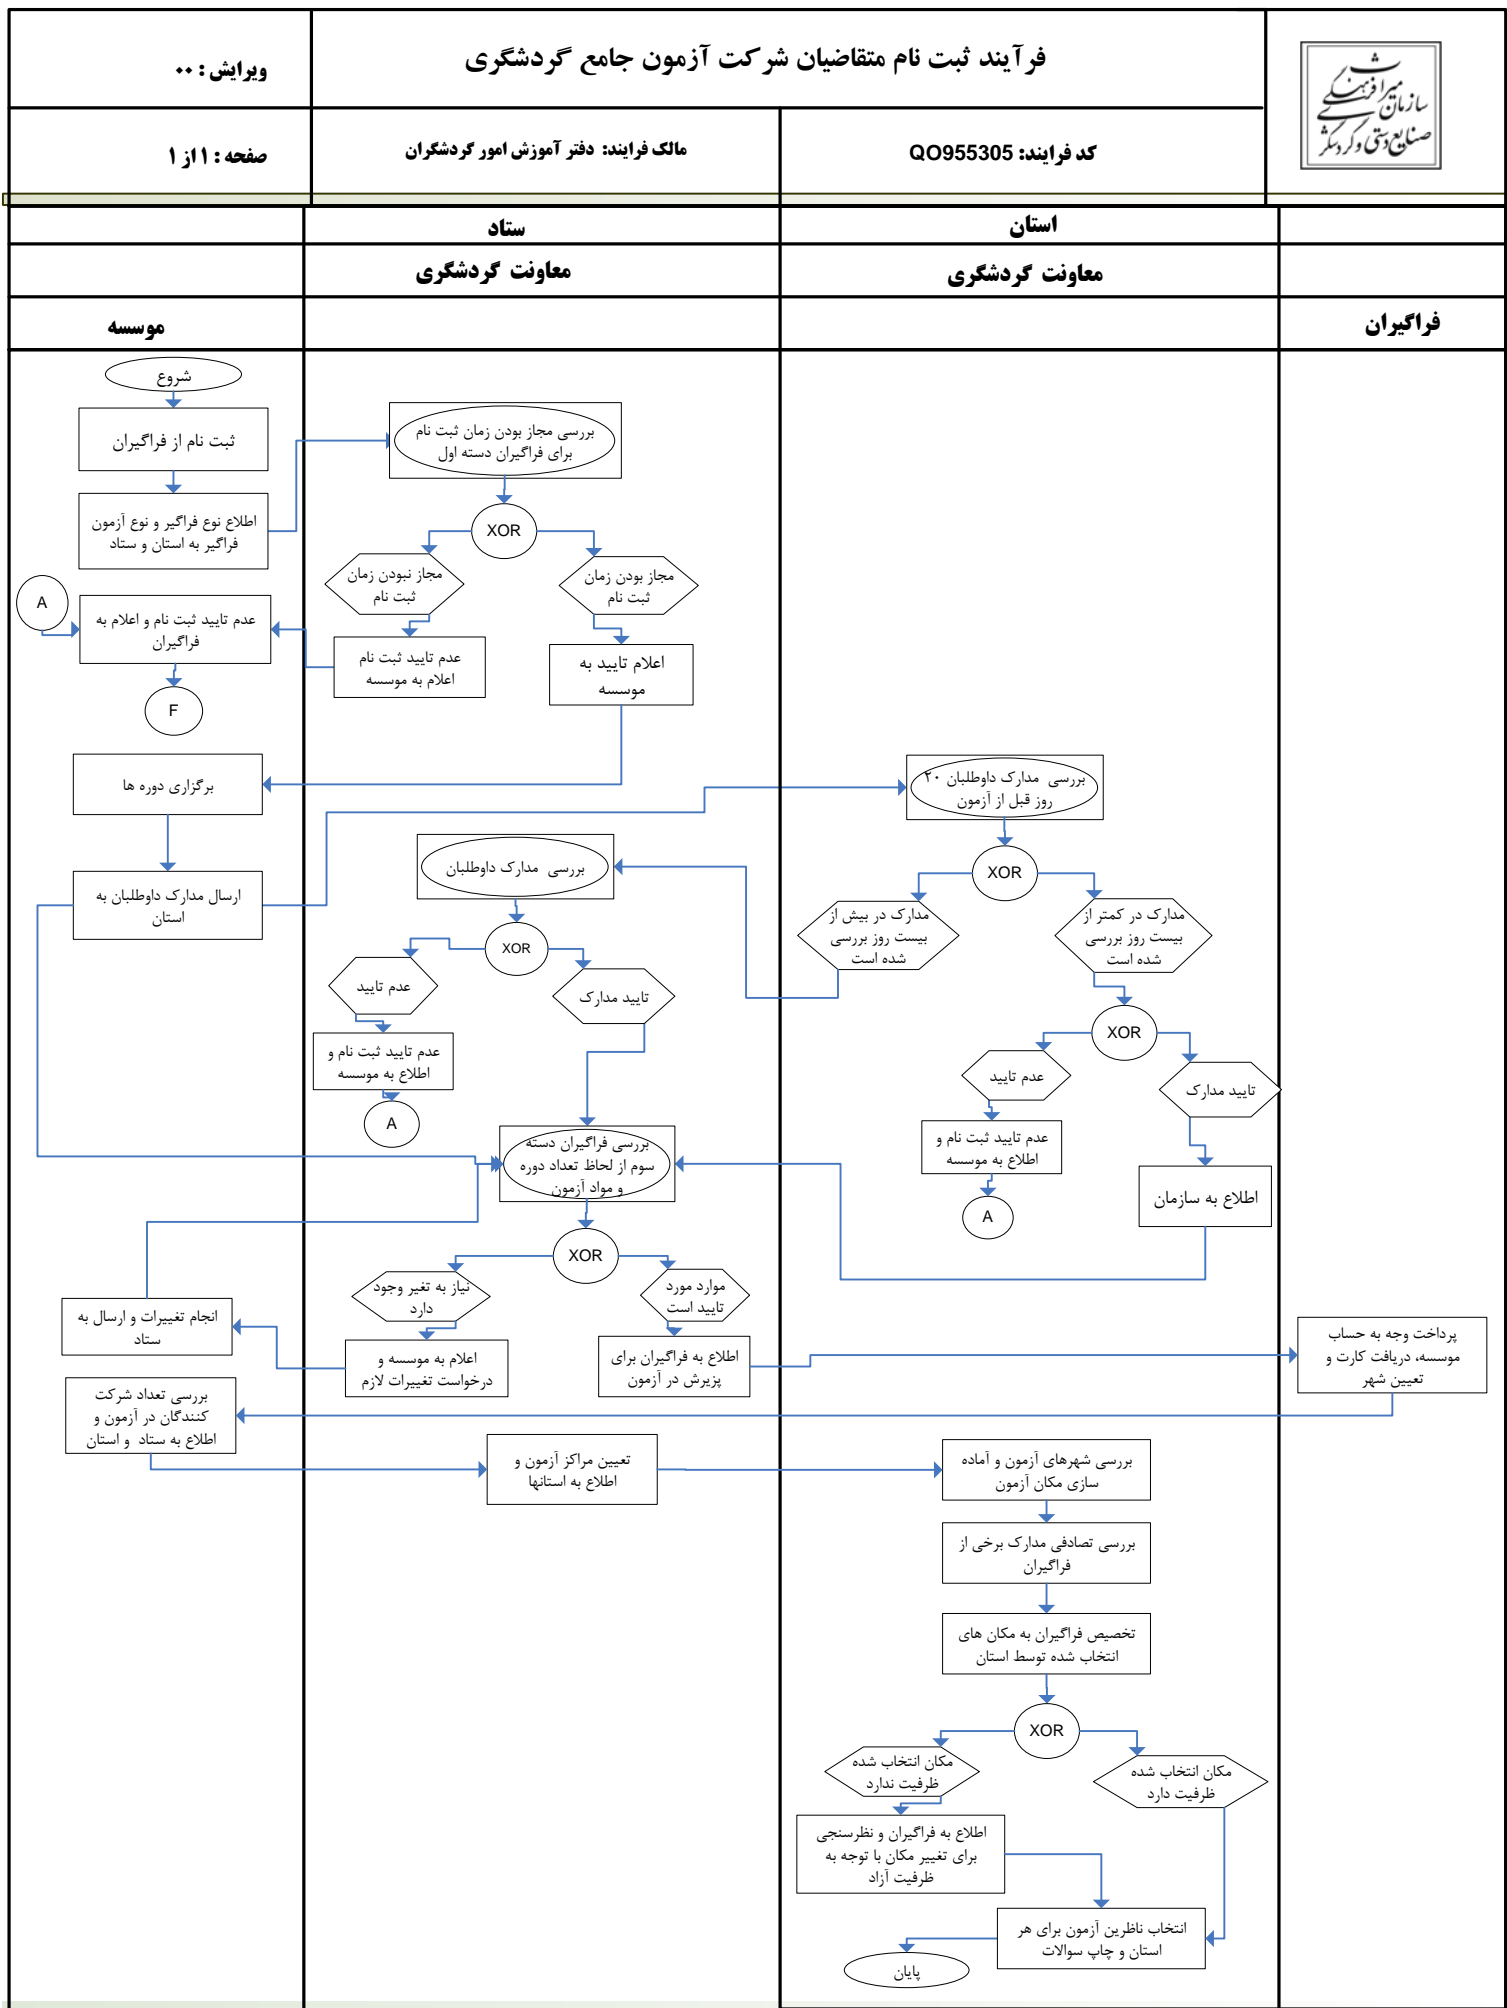 سازمان میراث فرهنگی
صنایع دستی و گردشگری
فرآیند ثبت نام متقاضیان شرکت آزمون جامع گردشگری
ویرایش : ۰۰
کد فرایند: QO955305
مالک فرایند: دفتر آموزش امور گردشگران
صفحه : ۱ از ۱
استان
ستاد
معاونت گردشگری
معاونت گردشگری
فراگیران
موسسه
شروع
ثبت نام از فراگیران
اطلاع نوع فراگیر و نوع آزمون
فراگیر به استان و ستاد
بررسی مجاز بودن زمان ثبت نام
برای فراگیران دسته اول
XOR
مجاز بودن زمان
ثبت نام
مجاز نبودن زمان
ثبت نام
اعلام تایید به
موسسه
عدم تایید ثبت نام
اعلام به موسسه
A
عدم تایید ثبت نام و اعلام به
فراگیران
F
برگزاری دوره ها
ارسال مدارک داوطلبان به
استان
بررسی مدارک داوطلبان ۲۰
روز قبل از آزمون
XOR
مدارک در کمتر از
بیست روز بررسی
شده است
مدارک در بیش از
بیست روز بررسی
شده است
بررسی مدارک داوطلبان
XOR
تایید مدارک
عدم تایید
عدم تایید ثبت نام و
اطلاع به موسسه
A
XOR
تایید مدارک
عدم تایید
عدم تایید ثبت نام و
اطلاع به موسسه
A
اطلاع به سازمان
بررسی فراگیران دسته
سوم از لحاظ تعداد دوره
و مواد آزمون
XOR
موارد مورد
تایید است
نیاز به تغیر وجود
دارد
اطلاع به فراگیران برای
پزیرش در آزمون
اعلام به موسسه و
درخواست تغییرات لازم
انجام تغییرات و ارسال به
ستاد
پرداخت وجه به حساب
موسسه، دریافت کارت و
تعیین شهر
بررسی تعداد شرکت
کنندگان در آزمون و
اطلاع به ستاد و استان
تعیین مراکز آزمون و
اطلاع به استانها
بررسی شهرهای آزمون و آماده
سازی مکان آزمون
بررسی تصادفی مدارک برخی از
فراگیران
تخصیص فراگیران به مکان های
انتخاب شده توسط استان
XOR
مکان انتخاب شده
ظرفیت دارد
مکان انتخاب شده
ظرفیت ندارد
اطلاع به فراگیران و نظرسنجی
برای تغییر مکان با توجه به
ظرفیت آزاد
انتخاب ناظرین آزمون برای هر
استان و چاپ سوالات
پایان